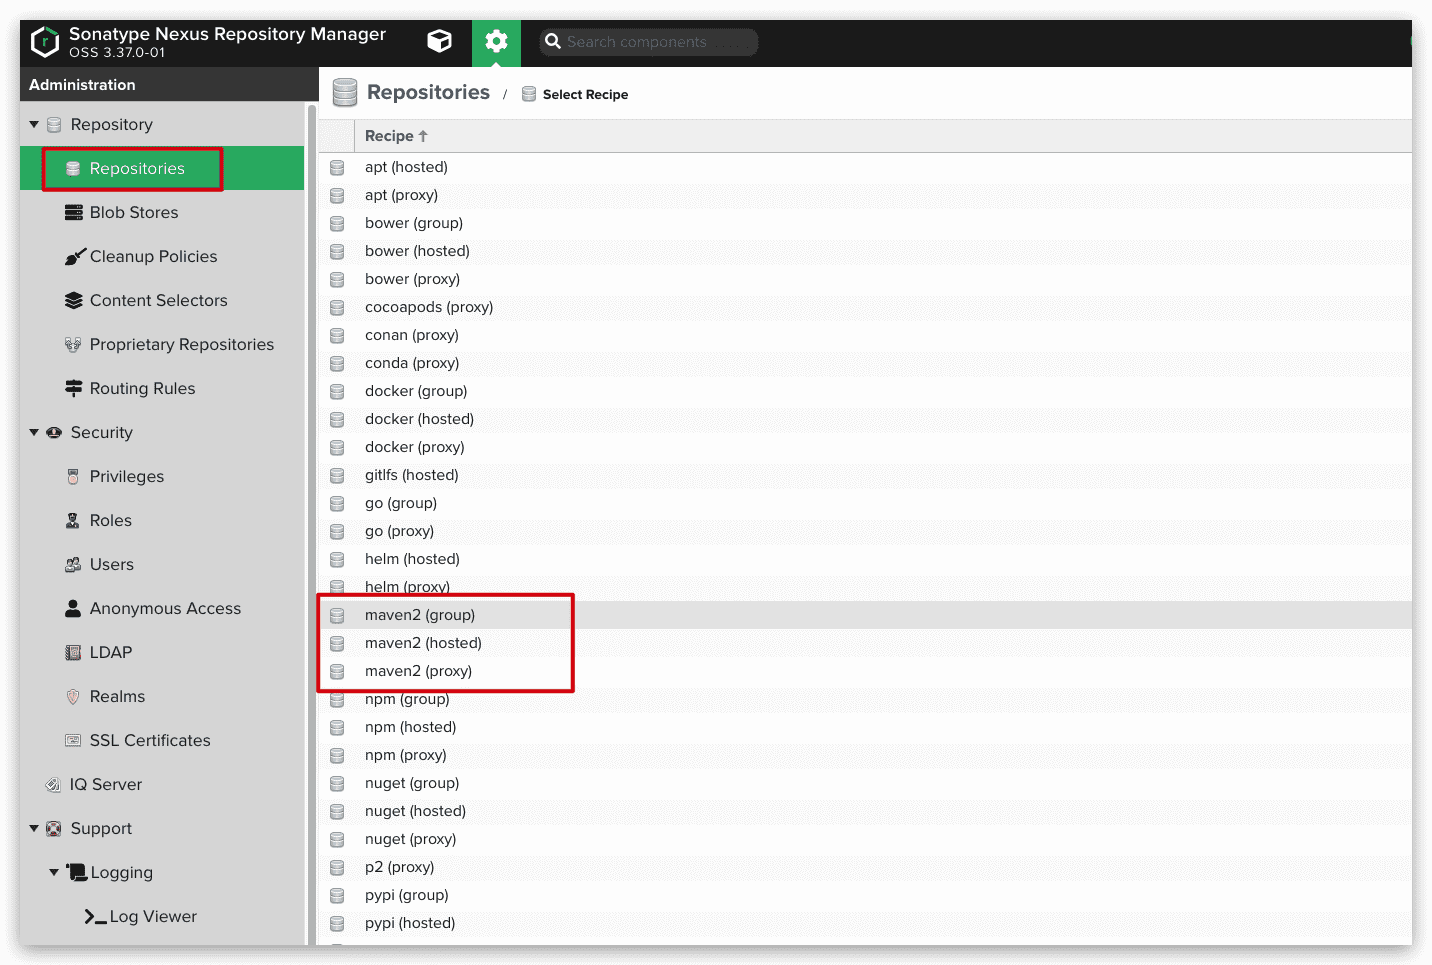 Sonatype Nexus Repository Manager
OSS 3.37.0-01
Search components
Administration
Repository
Repositories
Blob Stores
Cleanup Policies
Content Selectors
Proprietary Repositories
Routing Rules
Security
Privileges
Roles
Users
Anonymous Access
LDAP
Realms
SSL Certificates
IQ Server
Support
Logging
Log Viewer
Repositories / Select Recipe
Recipe ↑
apt (hosted)
apt (proxy)
bower (group)
bower (hosted)
bower (proxy)
cocoapods (proxy)
conan (proxy)
conda (proxy)
docker (group)
docker (hosted)
docker (proxy)
gitlfs (hosted)
go (group)
go (proxy)
helm (hosted)
helm (proxy)
maven2 (group)
maven2 (hosted)
maven2 (proxy)
npm (group)
npm (hosted)
npm (proxy)
nuget (group)
nuget (hosted)
nuget (proxy)
p2 (proxy)
pypi (group)
pypi (hosted)